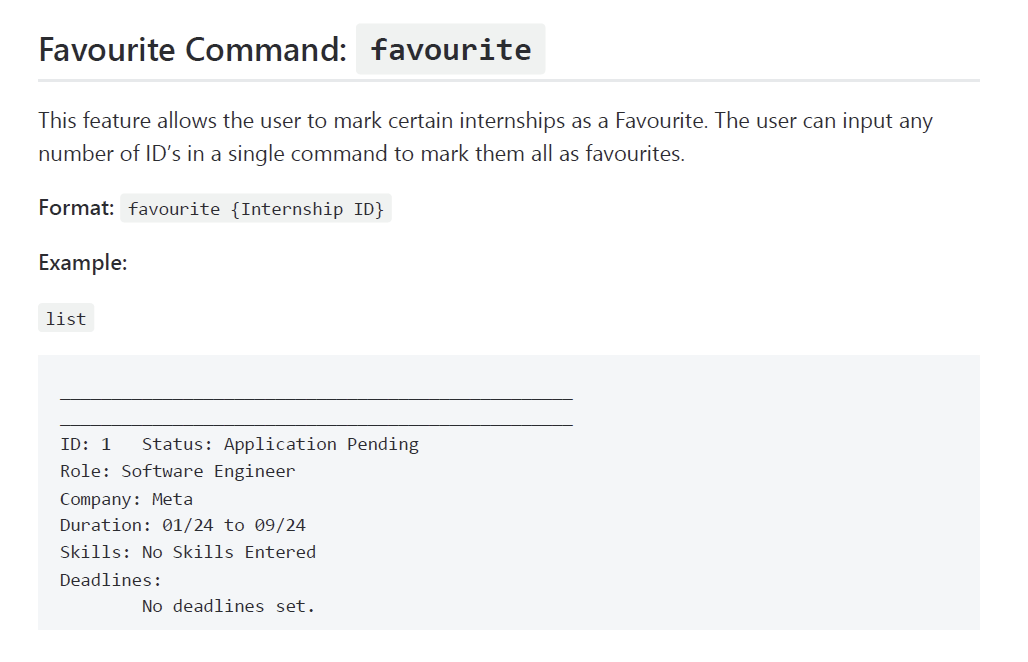 Favourite Command: favourite
This feature allows the user to mark certain internships as a Favourite. The user can input any
number of ID's in a single command to mark them all as favourites.
Format: favourite {Internship ID}
Example:
list
__________________________________________________
__________________________________________________
ID: 1   Status: Application Pending
Role: Software Engineer
Company: Meta
Duration: 01/24 to 09/24
Skills: No Skills Entered
Deadlines:
        No deadlines set.